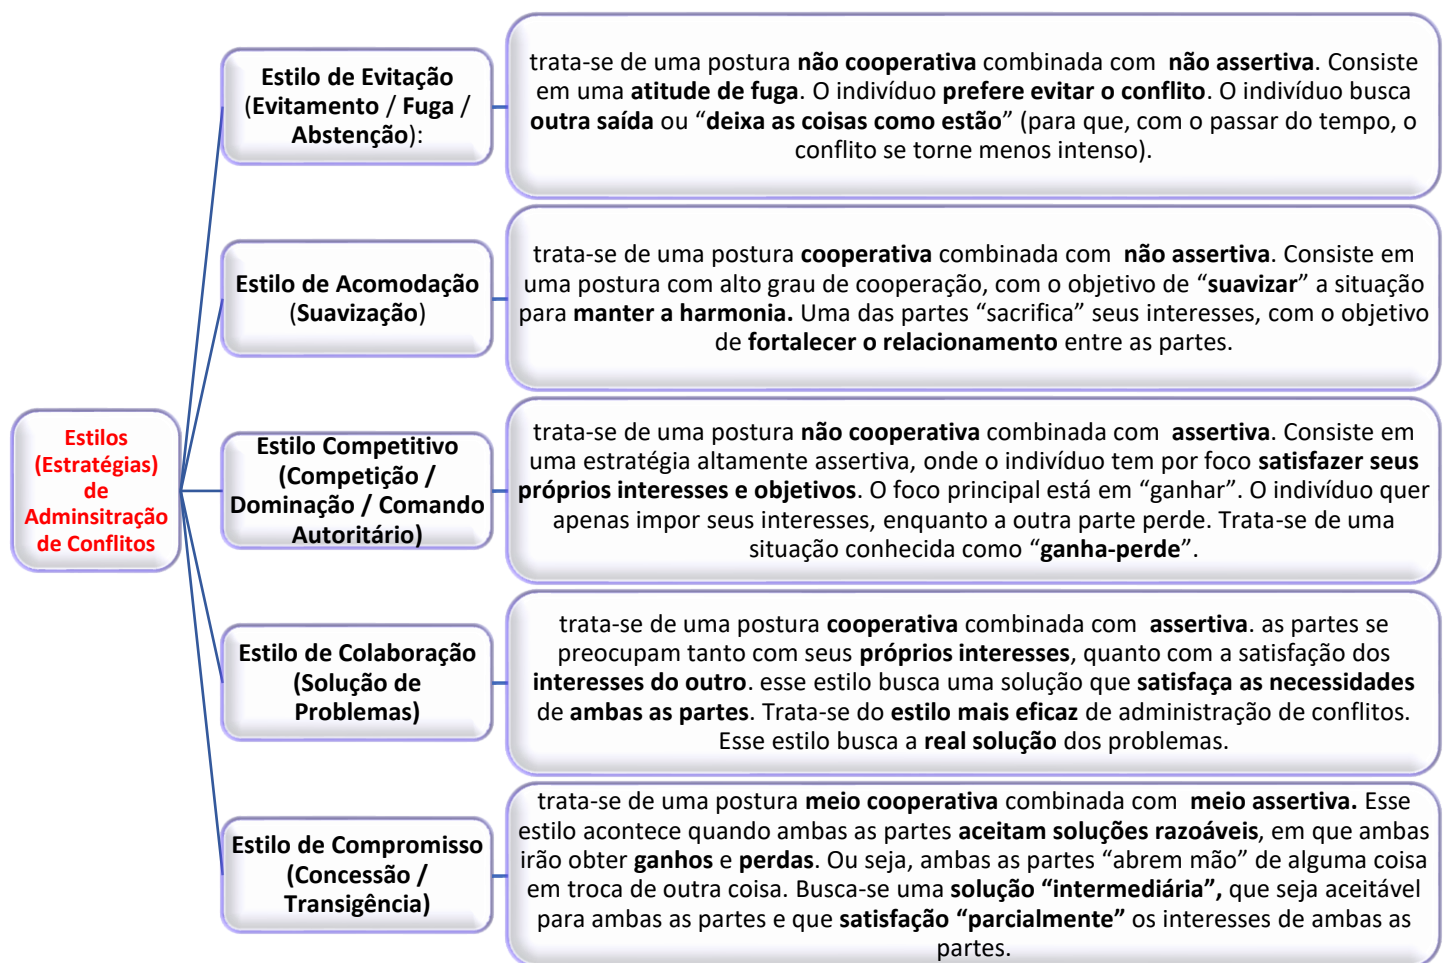 Estilo de Evitação
(Evitamento / Fuga /
Abstenção):
trata-se de uma postura não cooperativa combinada com não assertiva. Consiste
em uma atitude de fuga. O indivíduo prefere evitar o conflito. O indivíduo busca
outra saída ou “deixa as coisas como estão” (para que, com o passar do tempo, o
conflito se torne menos intenso).
Estilo de Acomodação
(Suavização)
trata-se de uma postura cooperativa combinada com não assertiva. Consiste em
uma postura com alto grau de cooperação, com o objetivo de “suavizar” a situação
para manter a harmonia. Uma das partes “sacrifica” seus interesses, com o objetivo
de fortalecer o relacionamento entre as partes.
Estilos
(Estratégias)
de
Adminsitração
de Conflitos
Estilo Competitivo
(Competição /
Dominação / Comando
Autoritário)
trata-se de uma postura não cooperativa combinada com assertiva. Consiste em
uma estratégia altamente assertiva, onde o indivíduo tem por foco satisfazer seus
próprios interesses e objetivos. O foco principal está em “ganhar”. O indivíduo quer
apenas impor seus interesses, enquanto a outra parte perde. Trata-se de uma
situação conhecida como “ganha-perde”.
Estilo de Colaboração
(Solução de
Problemas)
trata-se de uma postura cooperativa combinada com assertiva. as partes se
preocupam tanto com seus próprios interesses, quanto com a satisfação dos
interesses do outro. esse estilo busca uma solução que satisfaça as necessidades
de ambas as partes. Trata-se do estilo mais eficaz de administração de conflitos.
Esse estilo busca a real solução dos problemas.
Estilo de Compromisso
(Concessão /
Transigência)
trata-se de uma postura meio cooperativa combinada com meio assertiva. Esse
estilo acontece quando ambas as partes aceitam soluções razoáveis, em que ambas
irão obter ganhos e perdas. Ou seja, ambas as partes “abrem mão” de alguma coisa
em troca de outra coisa. Busca-se uma solução “intermediária”, que seja aceitável
para ambas as partes e que satisfação “parcialmente” os interesses de ambas as
partes.